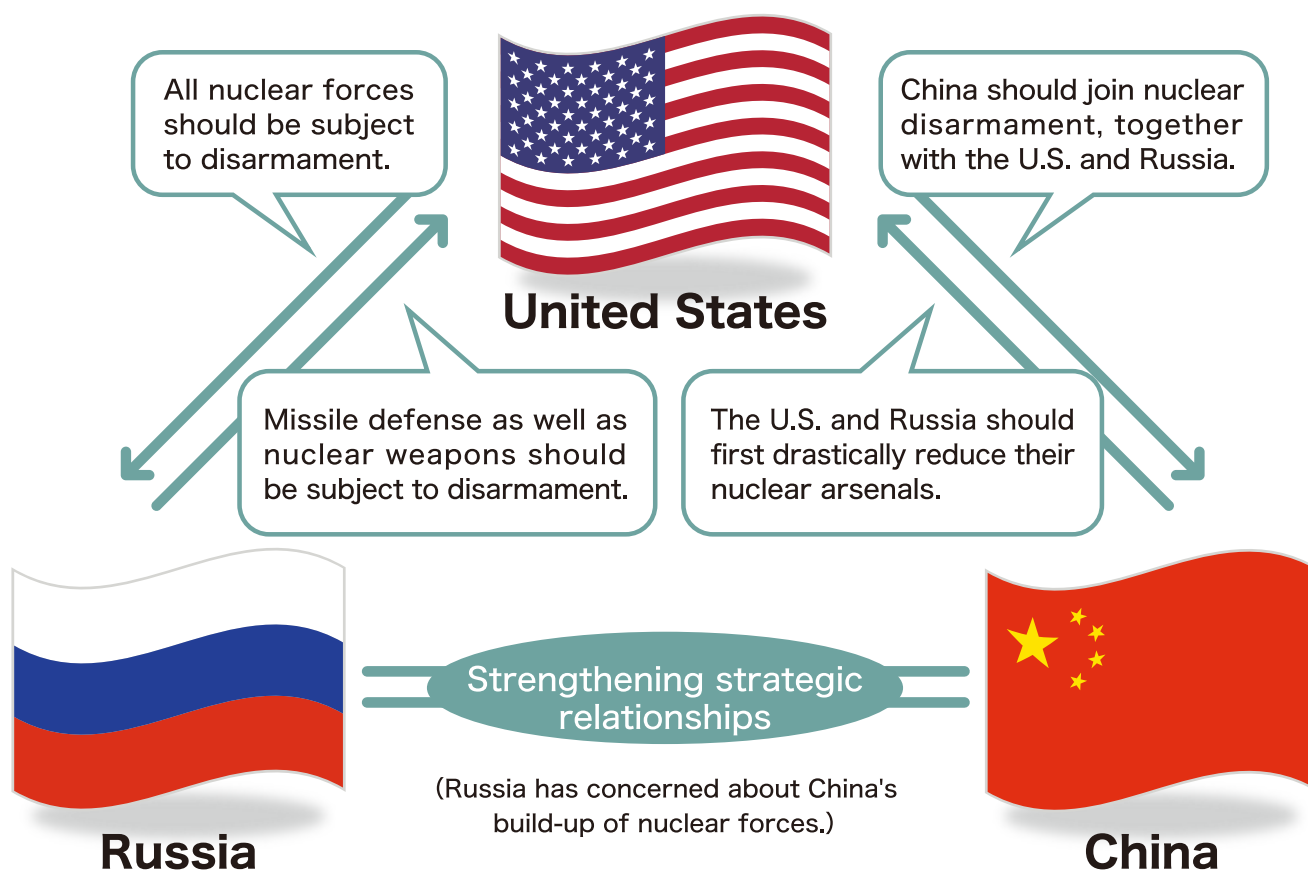 All nuclear forces
should be subject
to disarmament.
China should join nuclear
disarmament, together
with the U.S. and Russia.
United States
Missile defense as well as
nuclear weapons should
be subject to disarmament.
The U.S. and Russia should
first drastically reduce their
nuclear arsenals.
Strengthening strategic
relationships
(Russia has concerned about China's
build-up of nuclear forces.)
Russia
China